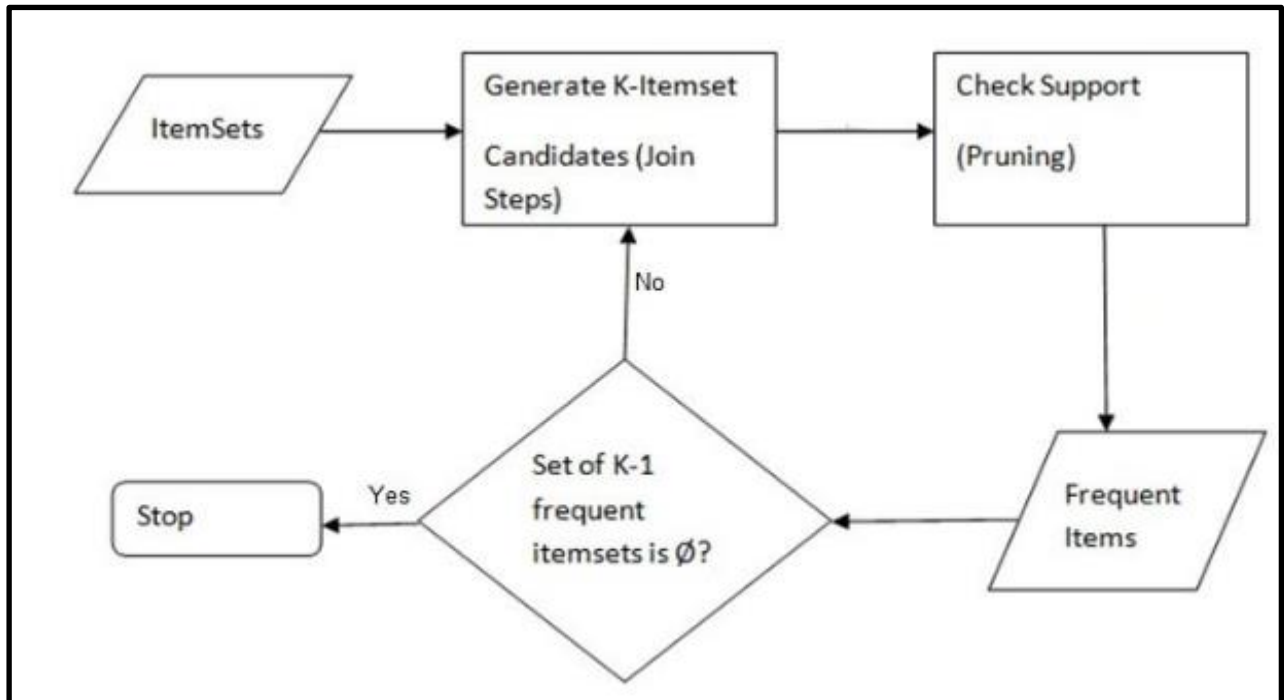 ItemSets
Generate K-Itemset
Candidates (Join
Steps)
Check Support
(Pruning)
No
Set of K-1
frequent
itemsets is Ø?
Yes
Stop
Frequent
Items